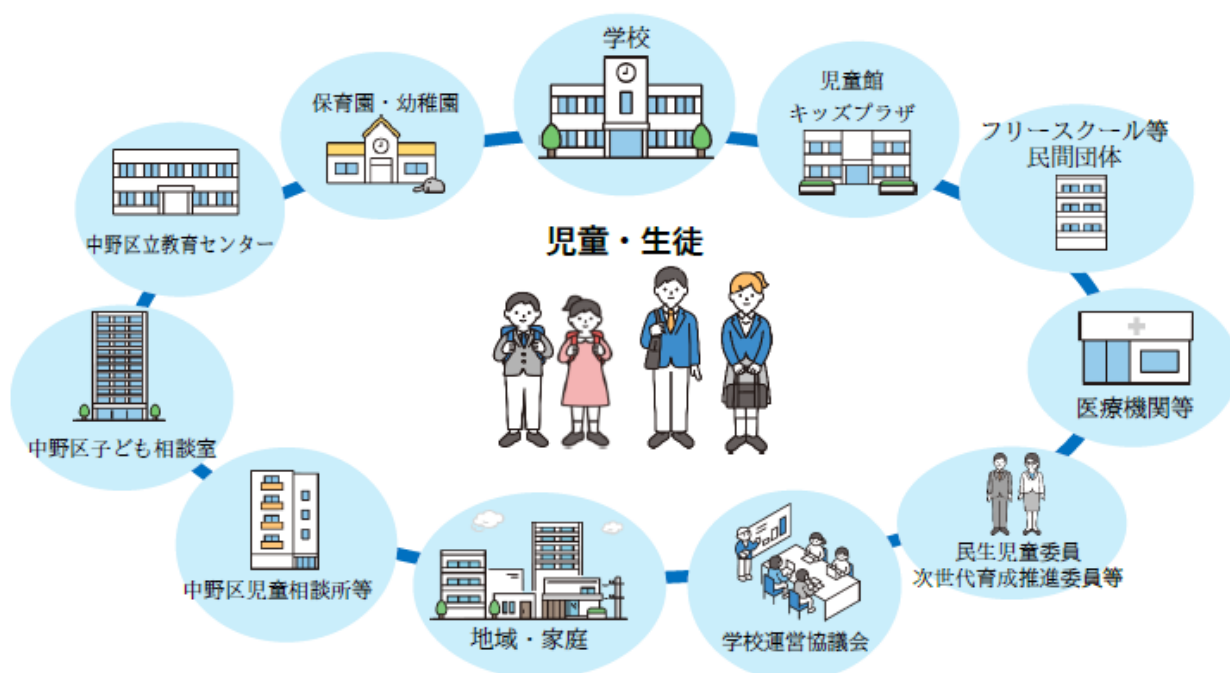 学校
児童館
キッズプラザ
フリースクール等
民間団体
医療機関等
民生児童委員
次世代育成推進委員等
学校運営協議会
地域・家庭
中野区児童相談所等
中野区子ども相談室
中野区立教育センター
保育園・幼稚園
児童・生徒